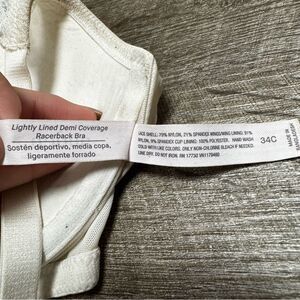 Lightly Lined Demi Coverage
Racerback Bra
Sostén deportivo, media copa,
ligeramente forrado
LACE SHELL: 79% NYLON, 21% SPANDEX WINGS/WING LINING: 91%
NYLON, 9% SPANDEX CUP LINING: 100% POLYESTER. HAND WASH
COLD WITH LIKE COLORS. ONLY NON-CHLORINE BLEACH IF NEEDED.
LINE DRY. DO NOT IRON. RN 17730
34C
MADE IN